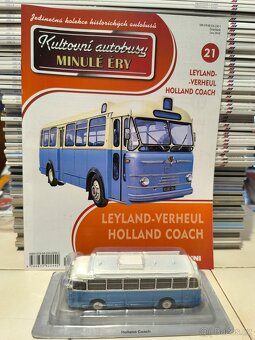 Jedinečná kolekce historických autobusů
Kultovní autobusy
MINULÉ ÉRY
21
LEYLAND-
-VERHEUL
HOLLAND COACH
LEYLAND-VERHEUL
HOLLAND COACH
Holland Coach